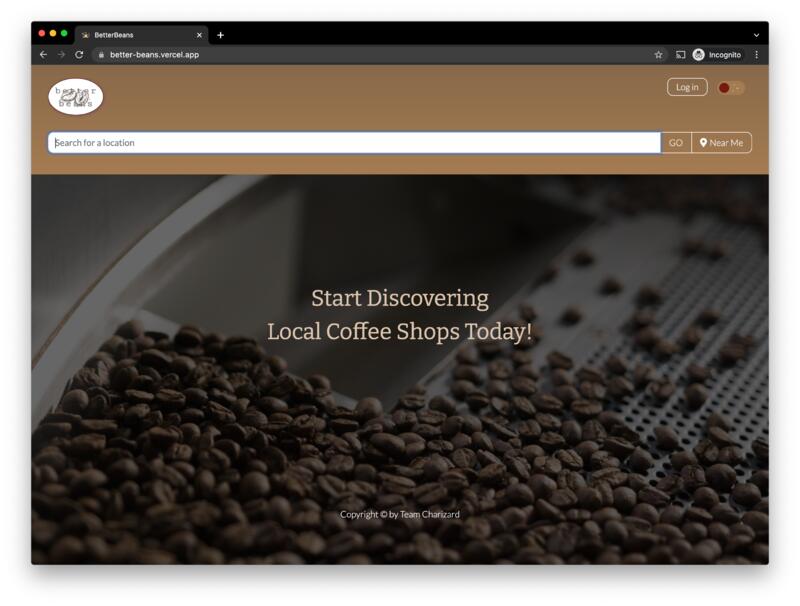 BetterBeans
better-beans.vercel.app
Incognito
better
beans
Log in
Search for a location
GO
Near Me
Start Discovering
Local Coffee Shops Today!
Copyright © by Team Charizard